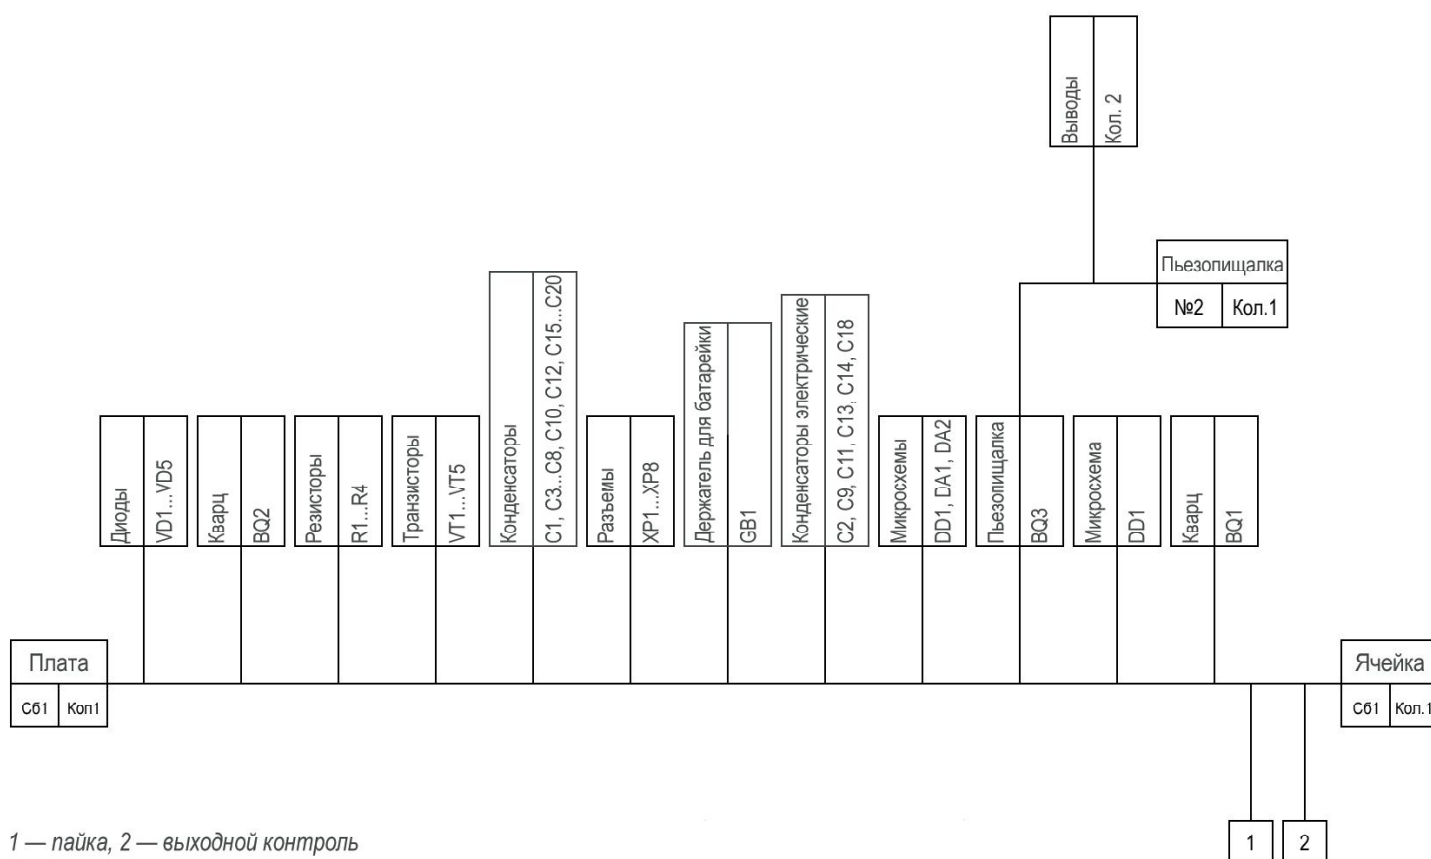 Выводы
Кол. 2
Пьезопищалка
№2
Кол.1
Диоды
VD1...VD5
Кварц
BQ2
Резисторы
R1...R4
Транзисторы
VT1...VT5
Конденсаторы
C1, C3...C8, C10, C12, C15...C20
Разъемы
XP1...XP8
Держатель для батарейки
GB1
Конденсаторы электрические
C2, C9, C11, C13, C14, C18
Микросхемы
DD1, DA1, DA2
Пьезопищалка
BQ3
Микросхема
DD1
Кварц
BQ1
Плата
Сб1
Коп1
Ячейка
Сб1
Кол.1
1
2
1 — пайка, 2 — выходной контроль